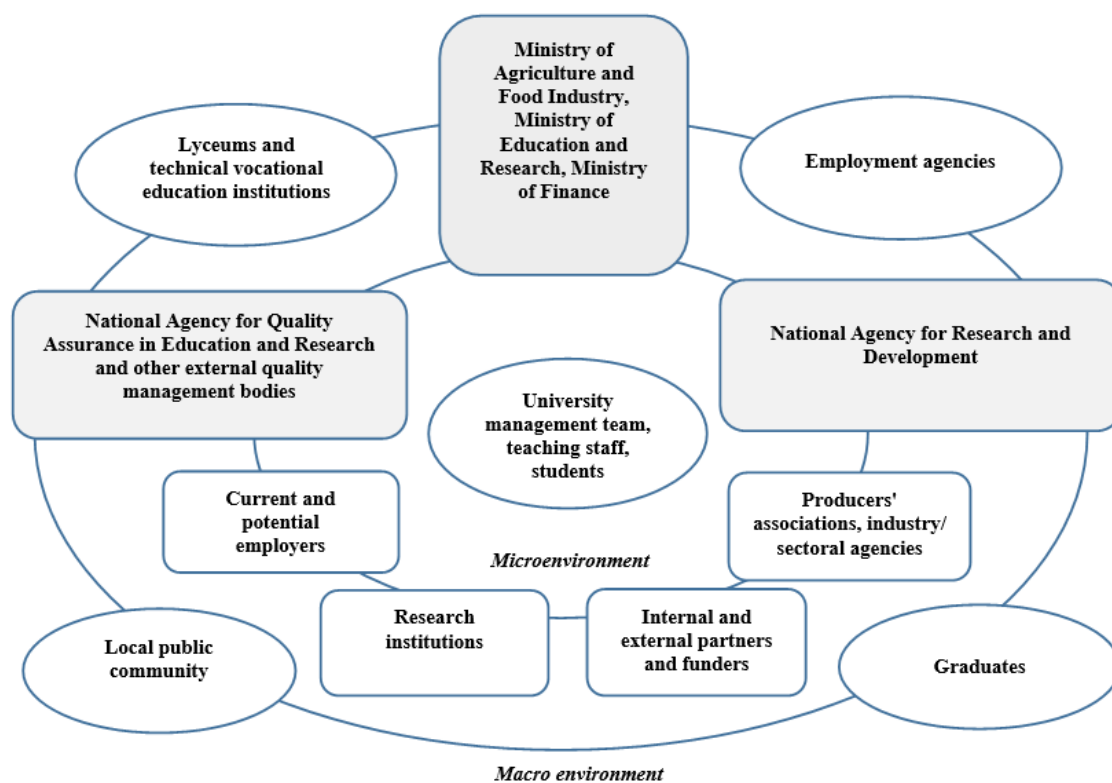 Ministry of
Agriculture and
Food Industry,
Ministry of
Education and
Research, Ministry
of Finance
Lyceums and
technical vocational
education institutions
Employment agencies
National Agency for Quality
Assurance in Education and Research
and other external quality
management bodies
National Agency for Research and
Development
University
management team,
teaching staff,
students
Current and
potential
employers
Producers'
associations, industry/
sectoral agencies
Microenvironment
Research
institutions
Internal and
external partners
and funders
Local public
community
Graduates
Macro environment